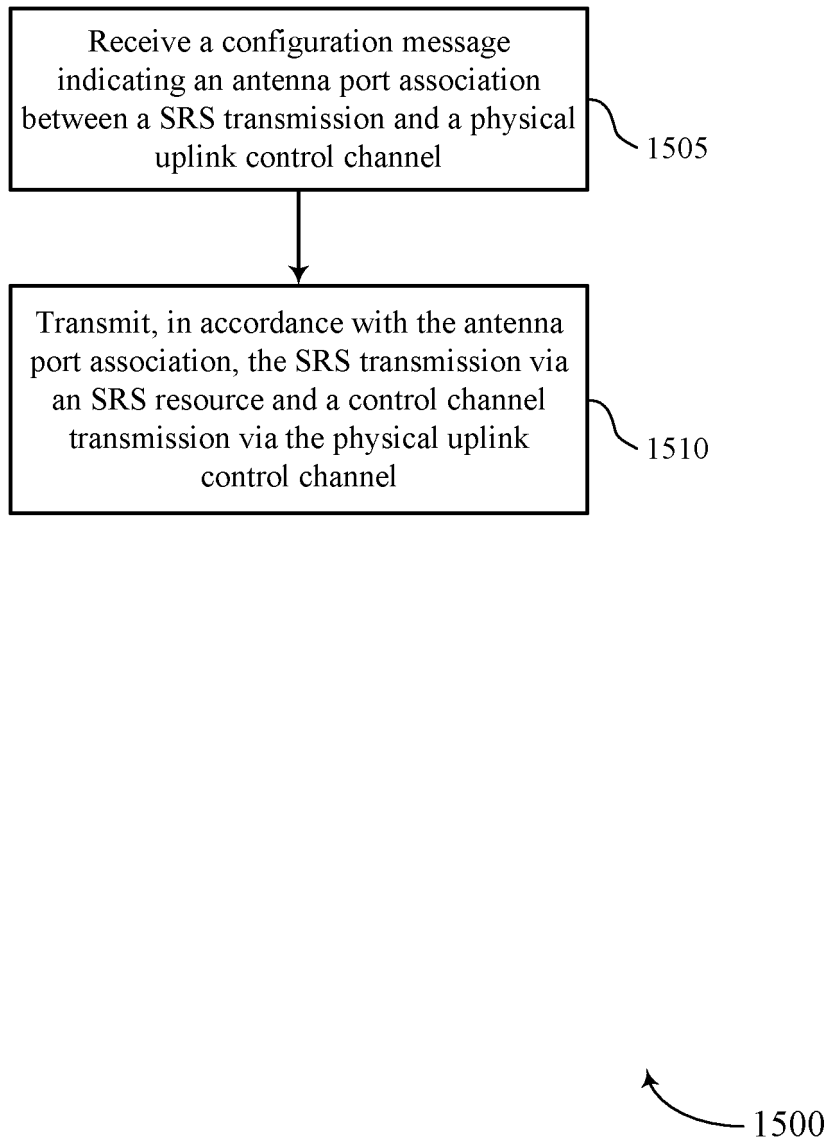 Receive a configuration message
indicating an antenna port association
between a SRS transmission and a physical
uplink control channel
1505
Transmit, in accordance with the antenna
port association, the SRS transmission via
an SRS resource and a control channel
transmission via the physical uplink
control channel
1510
1500